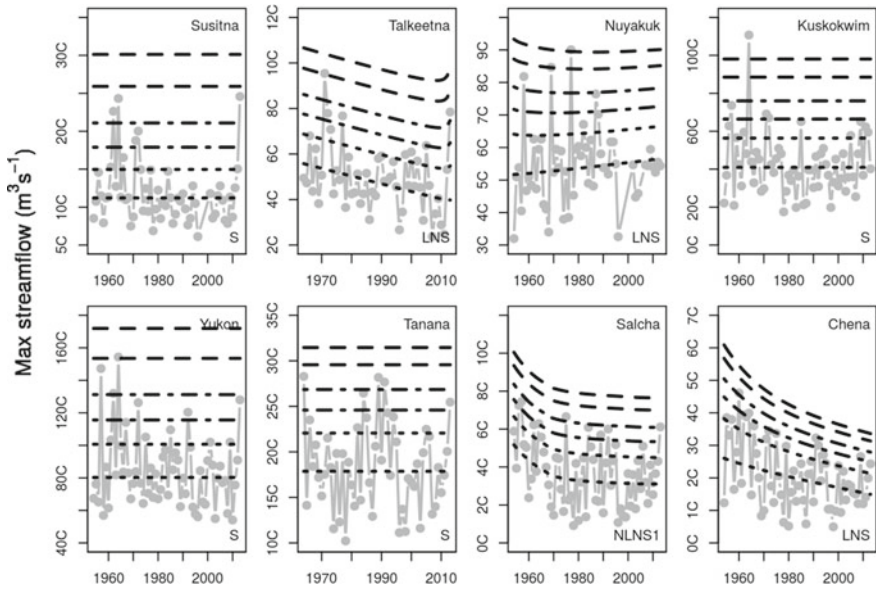 Max streamflow (m³s⁻¹)
Susitna
30C
20C
10C
5C
S
1960 1980 2000
Talkeetna
12C
10C
8C
6C
4C
2C
LNS
1970 1990 2010
Nuyakuk
9C
8C
7C
6C
5C
4C
3C
LNS
1960 1980 2000
Kuskokwim
100C
60C
40C
20C
0C
S
1960 1980 2000
Yukon
160C
120C
80C
40C
S
1960 1980 2000
Tanana
35C
30C
25C
20C
15C
10C
S
1970 1990 2010
Salcha
10C
8C
6C
4C
2C
0C
NLNS1
1960 1980 2000
Chena
7C
6C
5C
4C
3C
2C
1C
0C
LNS
1960 1980 2000